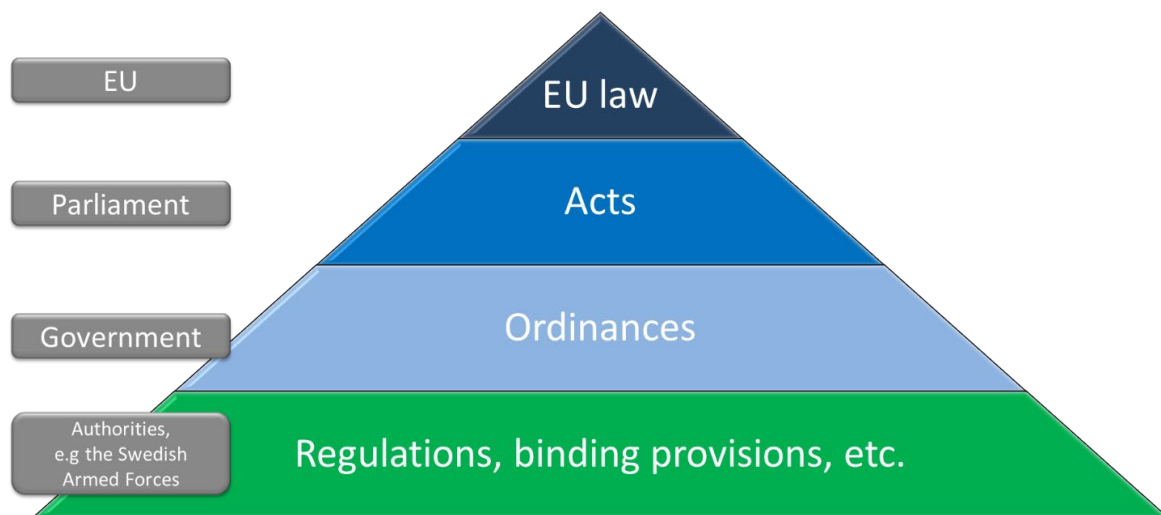 EU
EU law
Parliament
Acts
Government
Ordinances
Authorities,
e.g the Swedish
Armed Forces
Regulations, binding provisions, etc.